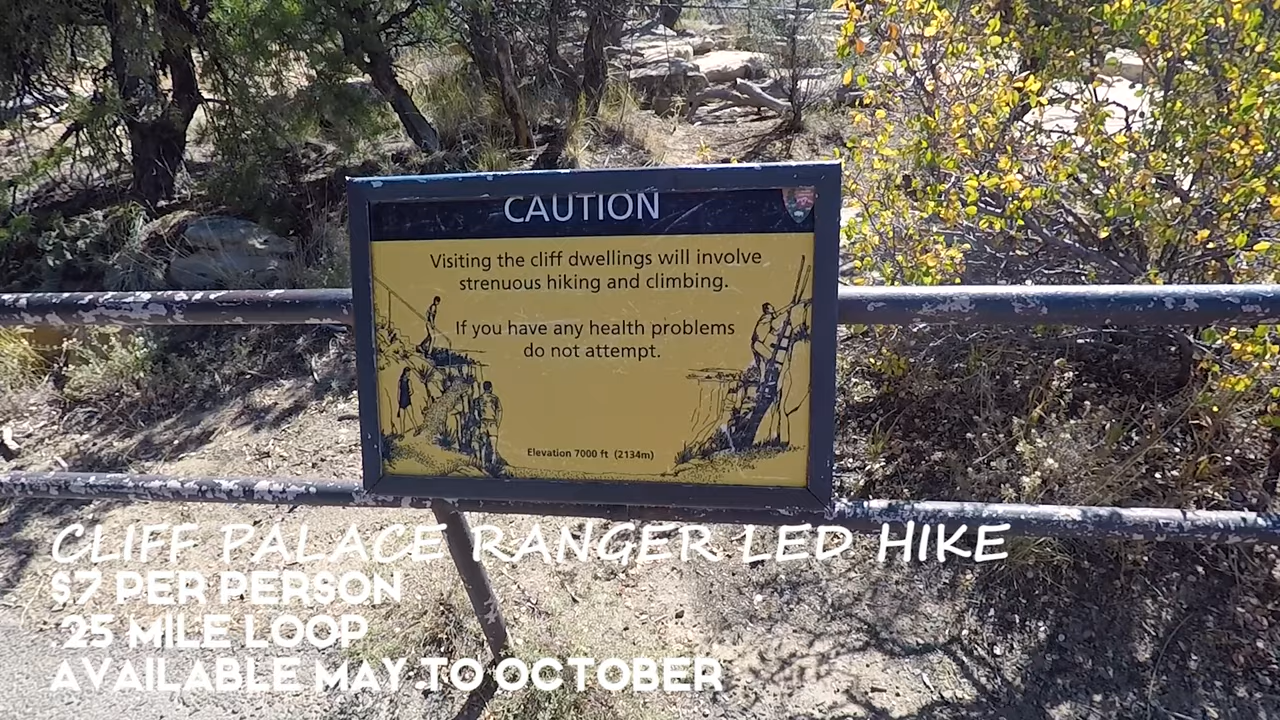 CAUTION
Visiting the cliff dwellings will involve
strenuous hiking and climbing.
If you have any health problems
do not attempt.
Elevation 7000 ft (2134m)
CLIFF PALACE RANGER LED HIKE
$7 PER PERSON
.25 MILE LOOP
AVAILABLE MAY TO OCTOBER